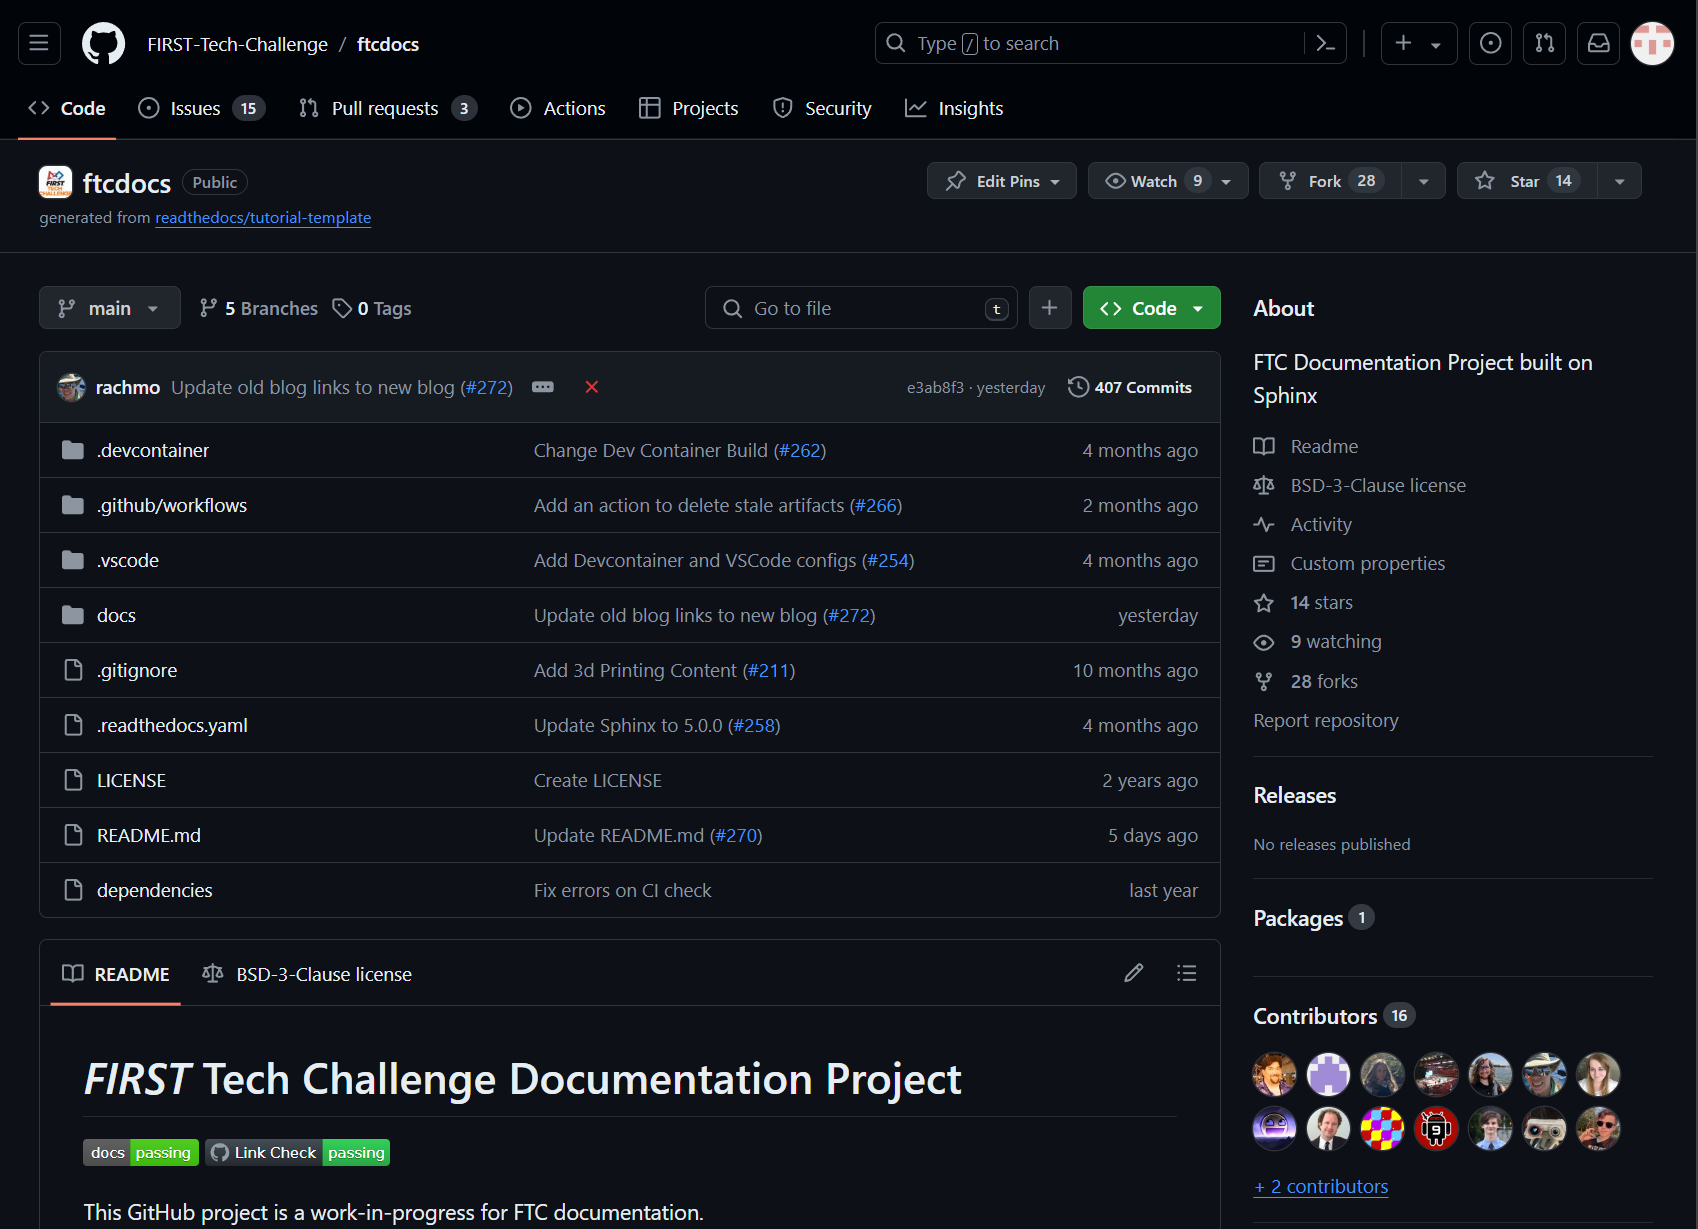 FIRST-Tech-Challenge / ftcdocs
Type / to search
Code
Issues 15
Pull requests 3
Actions
Projects
Security
Insights
FIRST
TECH
CHALLENGE
ftcdocs Public
generated from readthedocs/tutorial-template
Edit Pins
Watch 9
Fork 28
Star 14
main
5 Branches
0 Tags
Go to file t
Code
rachmo Update old blog links to new blog (#272)
e3ab8f3 · yesterday
407 Commits
.devcontainer Change Dev Container Build (#262) 4 months ago
.github/workflows Add an action to delete stale artifacts (#266) 2 months ago
.vscode Add Devcontainer and VSCode configs (#254) 4 months ago
docs Update old blog links to new blog (#272) yesterday
.gitignore Add 3d Printing Content (#211) 10 months ago
.readthedocs.yaml Update Sphinx to 5.0.0 (#258) 4 months ago
LICENSE Create LICENSE 2 years ago
README.md Update README.md (#270) 5 days ago
dependencies Fix errors on CI check last year
README
BSD-3-Clause license
FIRST Tech Challenge Documentation Project
docs passing
Link Check passing
This GitHub project is a work-in-progress for FTC documentation.
About
FTC Documentation Project built on
Sphinx
Readme
BSD-3-Clause license
Activity
Custom properties
14 stars
9 watching
28 forks
Report repository
Releases
No releases published
Packages 1
Contributors 16
9
+ 2 contributors